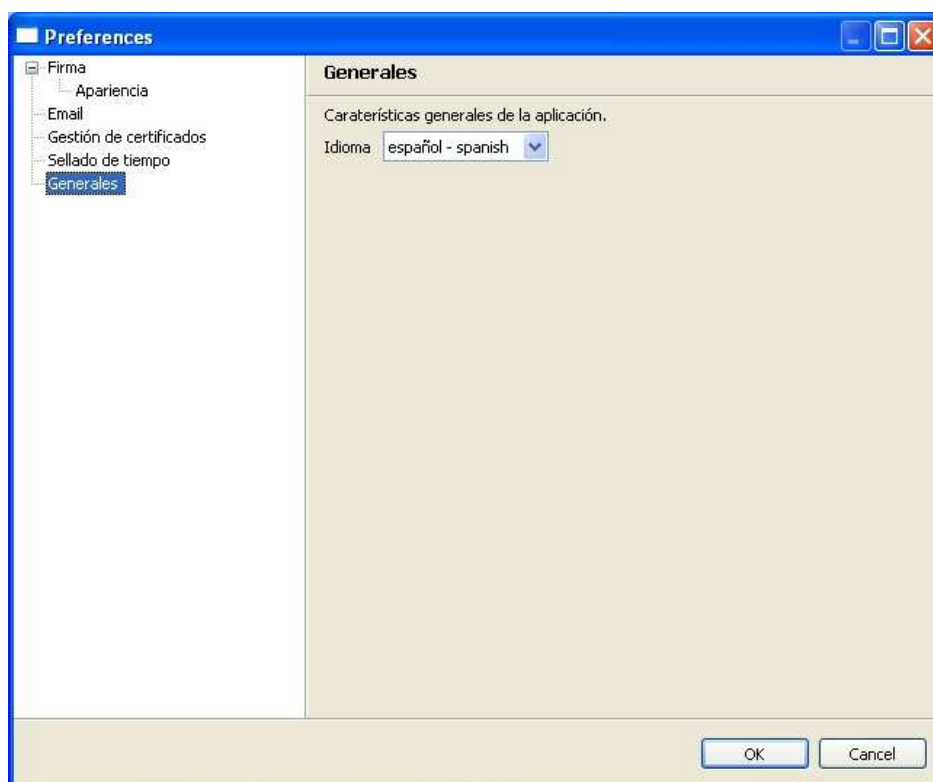 Preferences
Firma
Apariencia
Email
Gestión de certificados
Sellado de tiempo
Generales
Generales
Caraterísticas generales de la aplicación.
Idioma español - spanish
OK Cancel